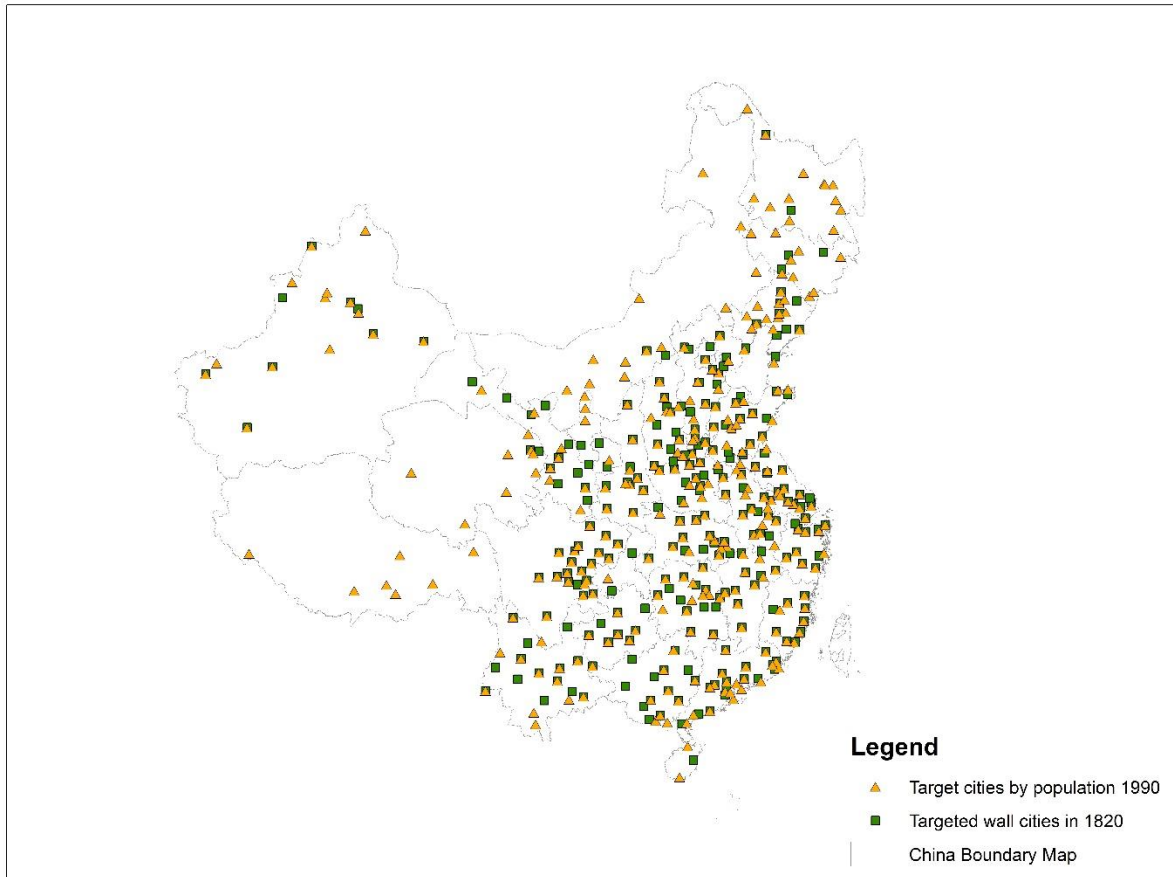 Legend
Target cities by population 1990
Targeted wall cities in 1820
China Boundary Map